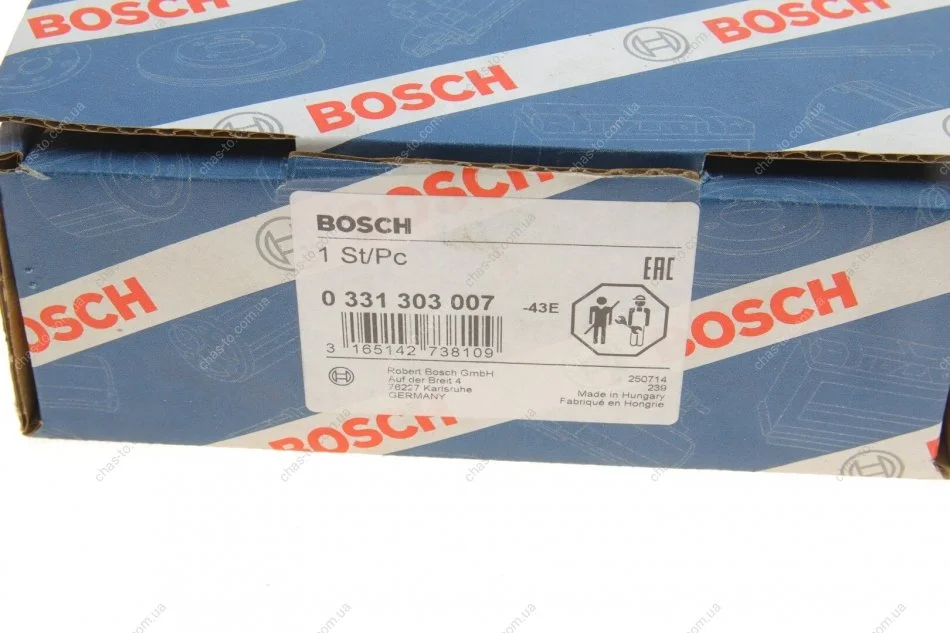 BOSCH
BOSCH
BOSCH
BOSCH
BOSCH
1 St/Pc
EAC
0 331 303 007
-43E
3 165142 738109
Robert Bosch GmbH
Auf der Breit 4
76227 Karlsruhe
GERMANY
250714
239
Made in Hungary
Fabriqué en Hongrie
BOSCH
BOSCH
chas-to.com.ua